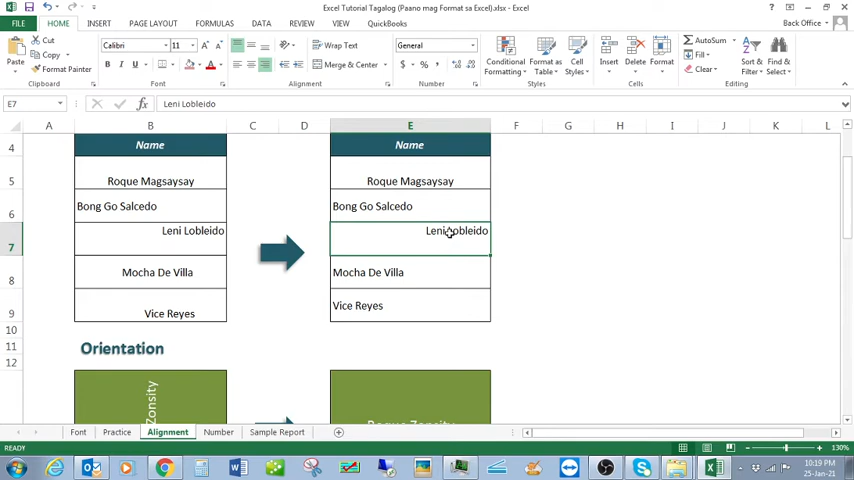 Excel Tutorial Tagalog (Paano mag Format sa Excel).xlsx - Excel
FILE HOME INSERT PAGE LAYOUT FORMULAS DATA REVIEW VIEW QuickBooks Back Office
Paste
Cut
Copy
Format Painter
Clipboard
Calibri 11
B I U
Font
Wrap Text
Merge & Center
Alignment
General
$ % ,
Number
Conditional Formatting
Format as Table
Cell Styles
Styles
Insert Delete Format
Cells
AutoSum
Fill
Clear
Sort & Filter
Find & Select
Editing
E7 fx Leni Lobleido
A B C D E F G H I J K L
4 Name Name
5 Roque Magsaysay Roque Magsaysay
6 Bong Go Salcedo Bong Go Salcedo
7 Leni Lobleido Leni Lobleido
8 Mocha De Villa Mocha De Villa
9 Vice Reyes Vice Reyes
10
11 Orientation
12
Zonsity
Font Practice Alignment Number Sample Report
READY 130%
10:19 PM
25-Jan-21